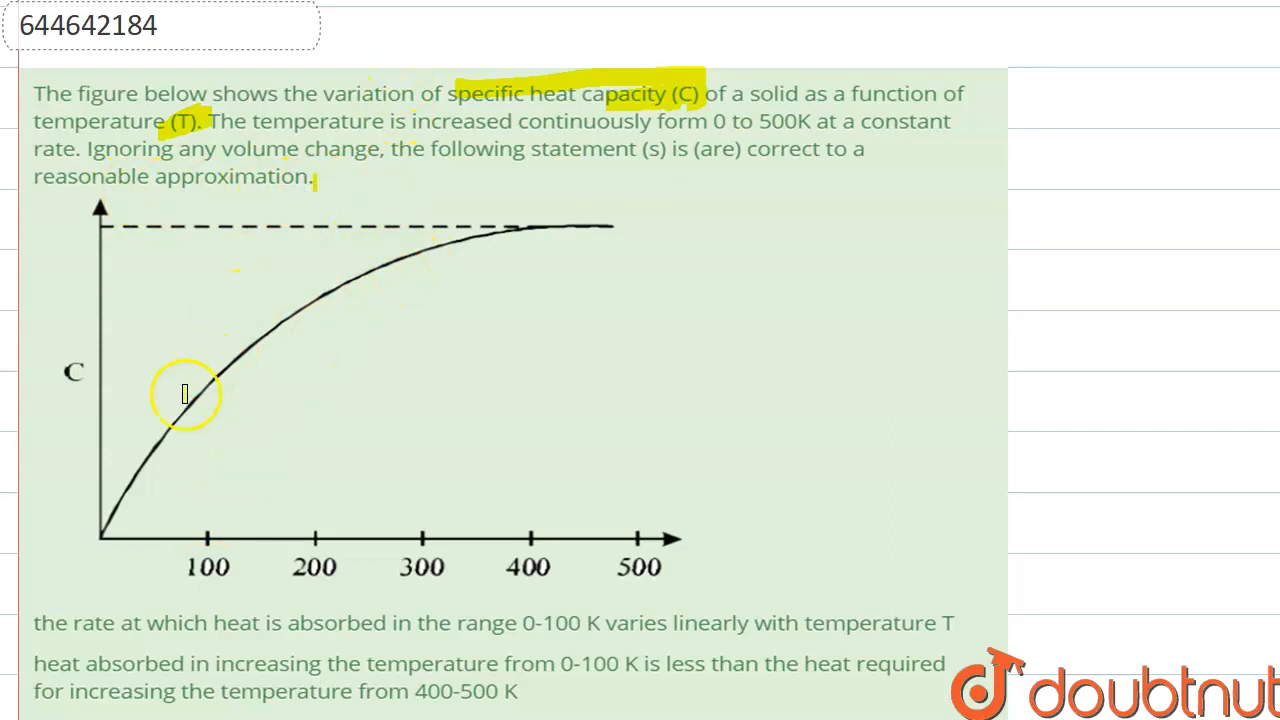 644642184
The figure below shows the variation of specific heat capacity (C) of a solid as a function of
temperature (T). The temperature is increased continuously form 0 to 500K at a constant
rate. Ignoring any volume change, the following statement (s) is (are) correct to a
reasonable approximation.
C
100 200 300 400 500
the rate at which heat is absorbed in the range 0-100 K varies linearly with temperature T
heat absorbed in increasing the temperature from 0-100 K is less than the heat required
for increasing the temperature from 400-500 K
doubtnut